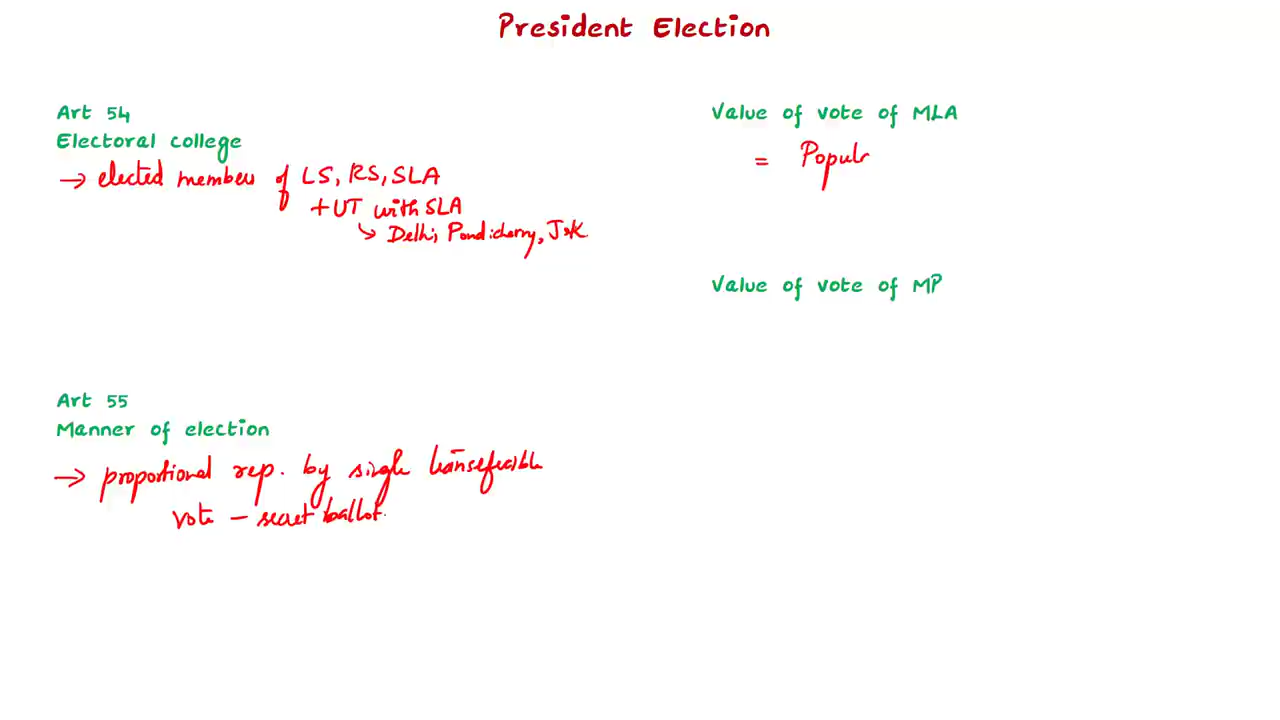 President Election
Art 54
Electoral college
→ elected members of LS, RS, SLA
+ UT with SLA
↳ Delhi, Pondicherry, J&K
Art 55
Manner of election
→ proportional rep. by single transferable
vote – secret ballot.
Value of vote of MLA
= Popula
Value of vote of MP